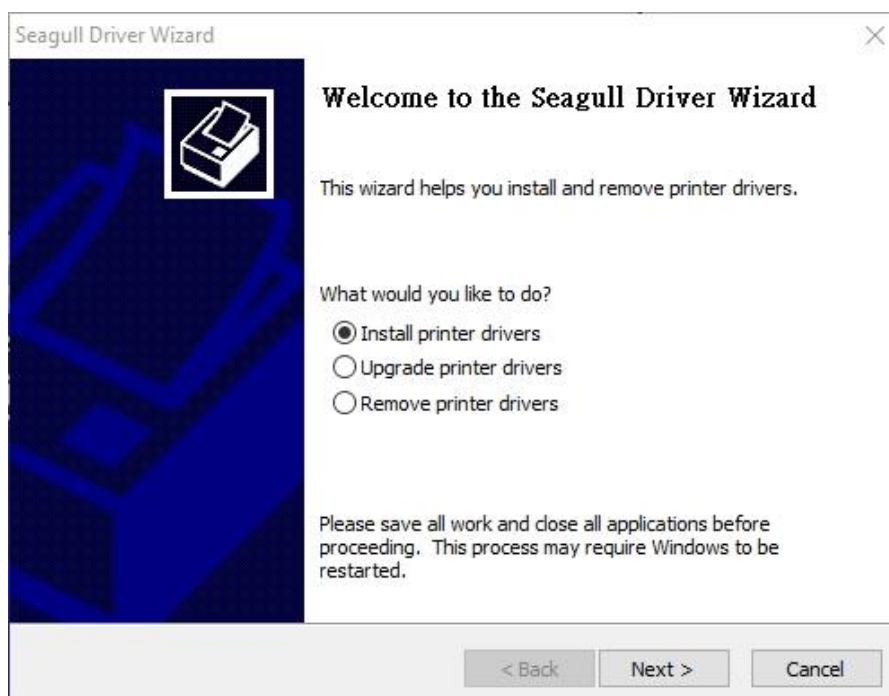 Seagull Driver Wizard
Welcome to the Seagull Driver Wizard
This wizard helps you install and remove printer drivers.
What would you like to do?
Install printer drivers
Upgrade printer drivers
Remove printer drivers
Please save all work and close all applications before
proceeding.  This process may require Windows to be
restarted.
< Back
Next >
Cancel